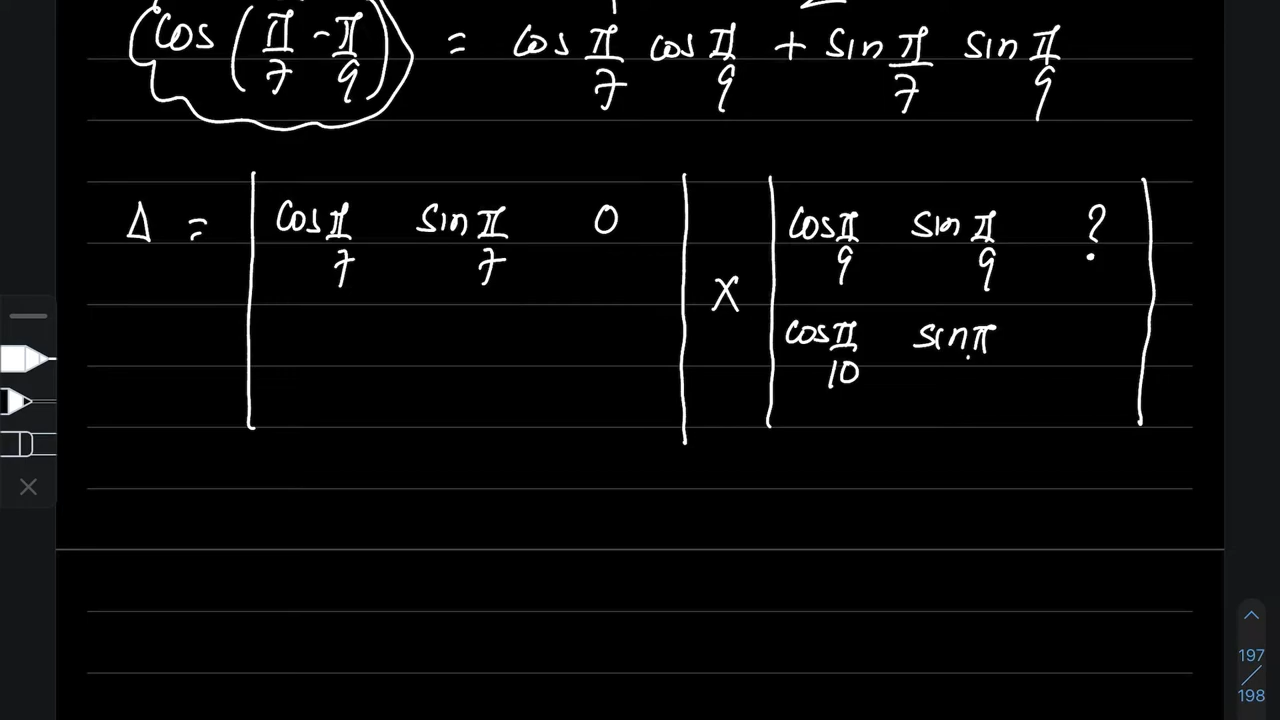 cos(π/7 - π/9) = cos π/7 cos π/9 + sin π/7 sin π/9
Δ = | cos π/7 sin π/7 0 | X | cos π/9 sin π/9 ? |
cos π/10 sin π
197
/
198